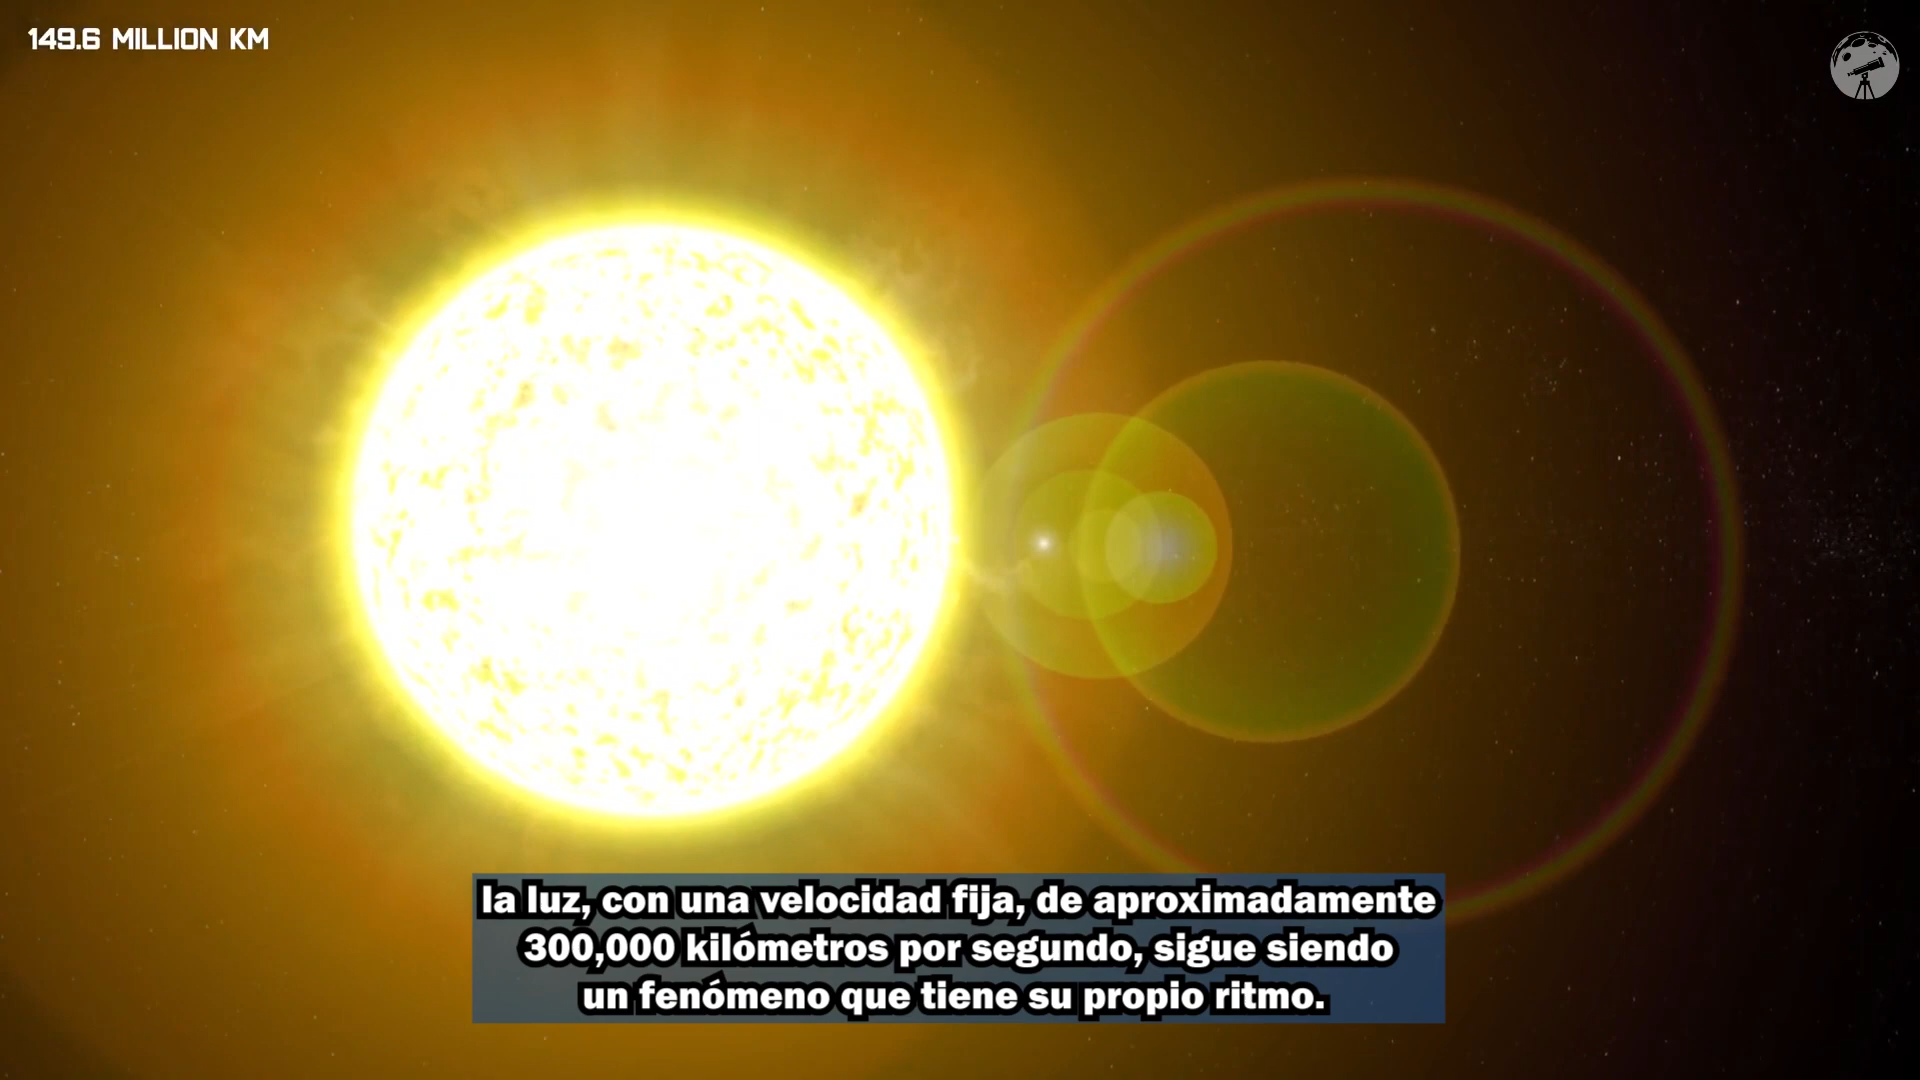 149.6 MILLION KM
la luz, con una velocidad fija, de aproximadamente
300,000 kilómetros por segundo, sigue siendo
un fenómeno que tiene su propio ritmo.